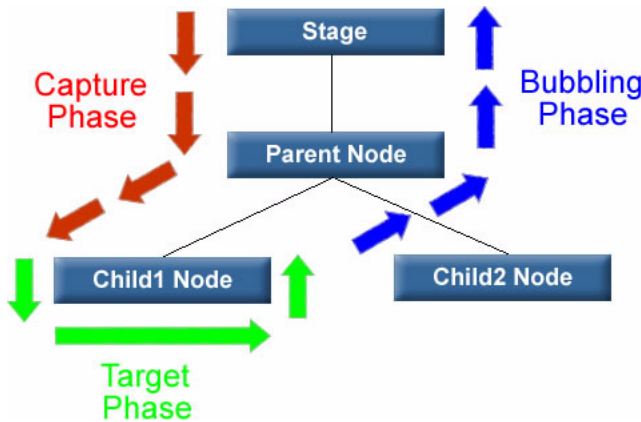 Stage
Capture
Phase
Bubbling
Phase
Parent Node
Child1 Node
Child2 Node
Target
Phase